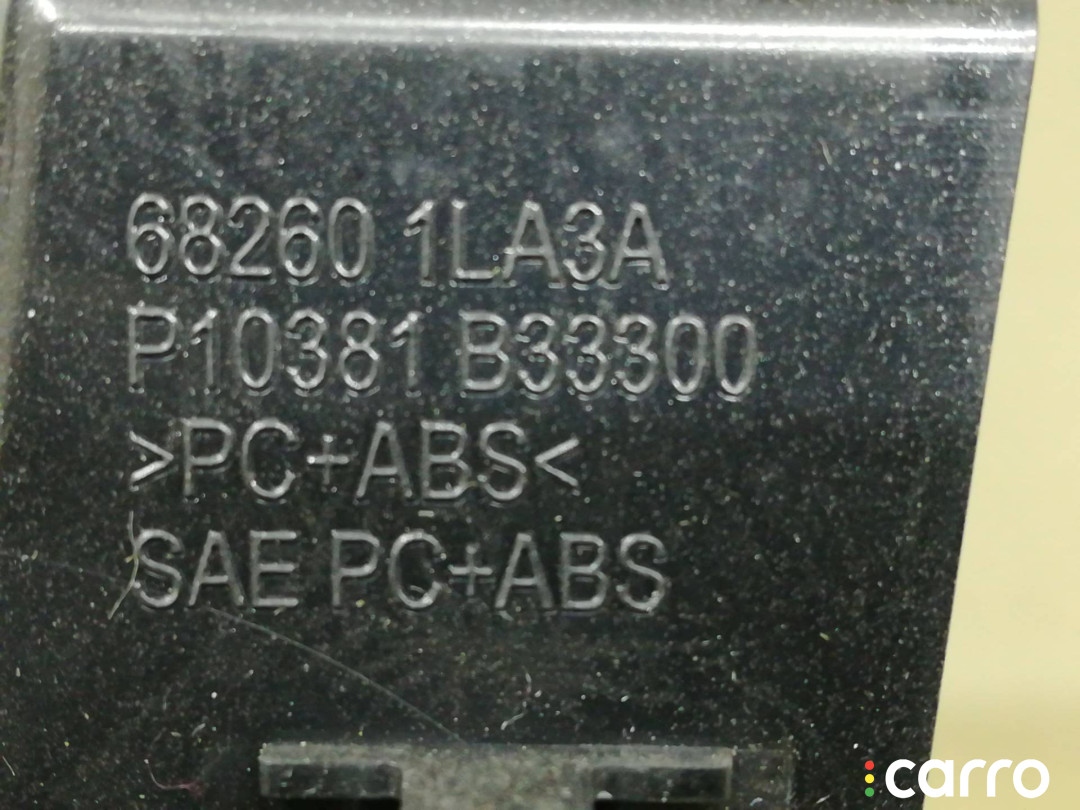 68260 1LA3A
P10381 B33300
>PC+ABS<
SAE PC+ABS
carro